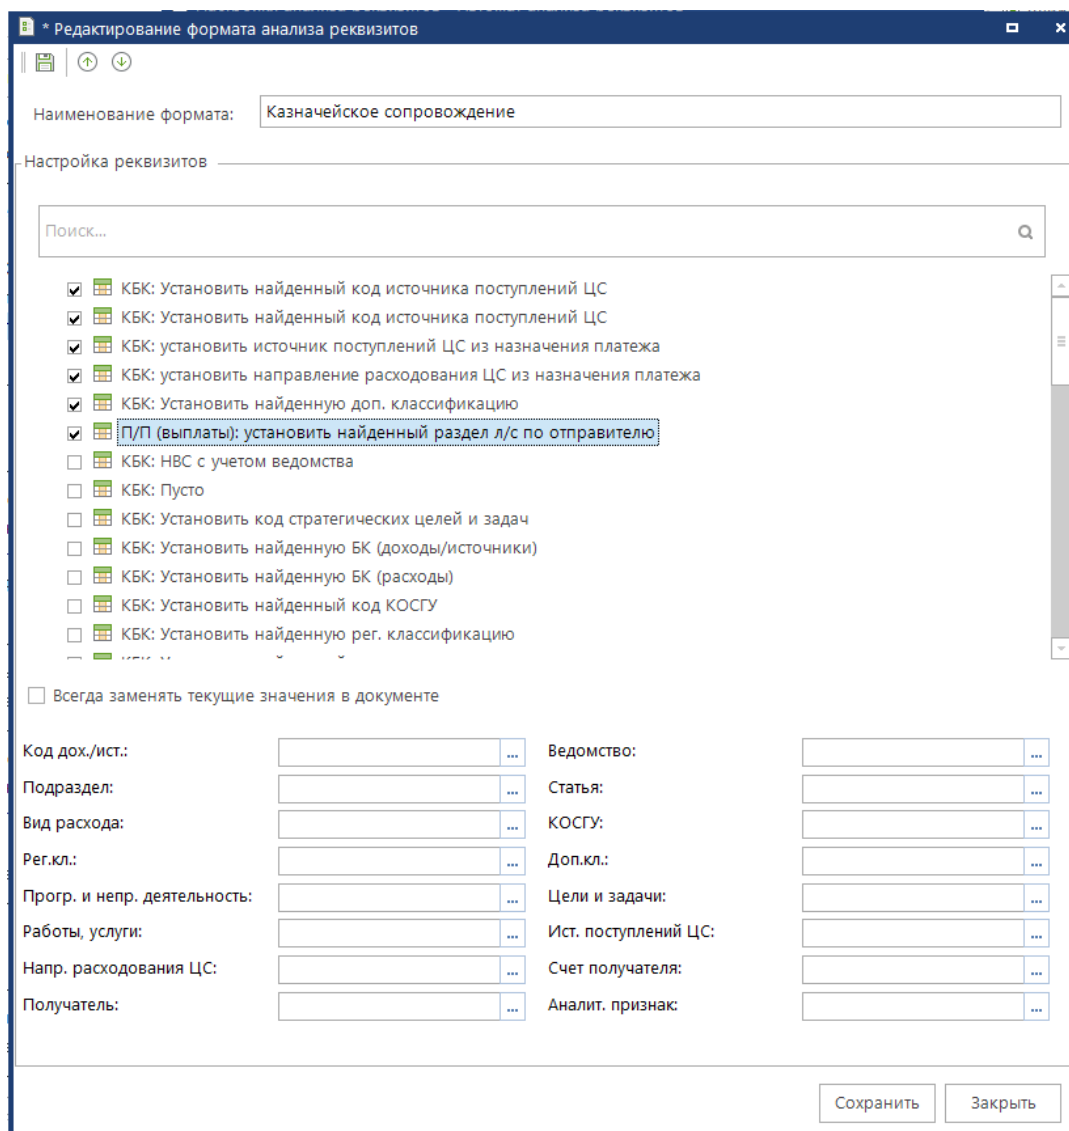 * Редактирование формата анализа реквизитов
Наименование формата: Казначейское сопровождение
Настройка реквизитов
Поиск...
КБК: Установить найденный код источника поступлений ЦС
КБК: Установить найденный код источника поступлений ЦС
КБК: установить источник поступлений ЦС из назначения платежа
КБК: установить направление расходования ЦС из назначения платежа
КБК: Установить найденную доп. классификацию
П/П (выплаты): установить найденный раздел л/с по отправителю
КБК: НВС с учетом ведомства
КБК: Пусто
КБК: Установить код стратегических целей и задач
КБК: Установить найденную БК (доходы/источники)
КБК: Установить найденную БК (расходы)
КБК: Установить найденный код КОСГУ
КБК: Установить найденную рег. классификацию
Всегда заменять текущие значения в документе
Код дох./ист.: ... Ведомство: ...
Подраздел: ... Статья: ...
Вид расхода: ... КОСГУ: ...
Рег.кл.: ... Доп.кл.: ...
Прогр. и непр. деятельность: ... Цели и задачи: ...
Работы, услуги: ... Ист. поступлений ЦС: ...
Напр. расходования ЦС: ... Счет получателя: ...
Получатель: ... Аналит. признак: ...
Сохранить Закрыть